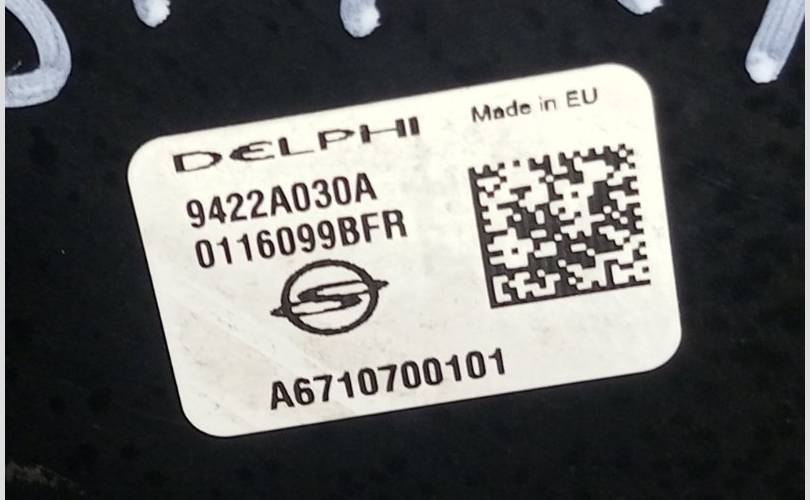 DELPHI
Made in EU
9422A030A
0116099BFR
A6710700101